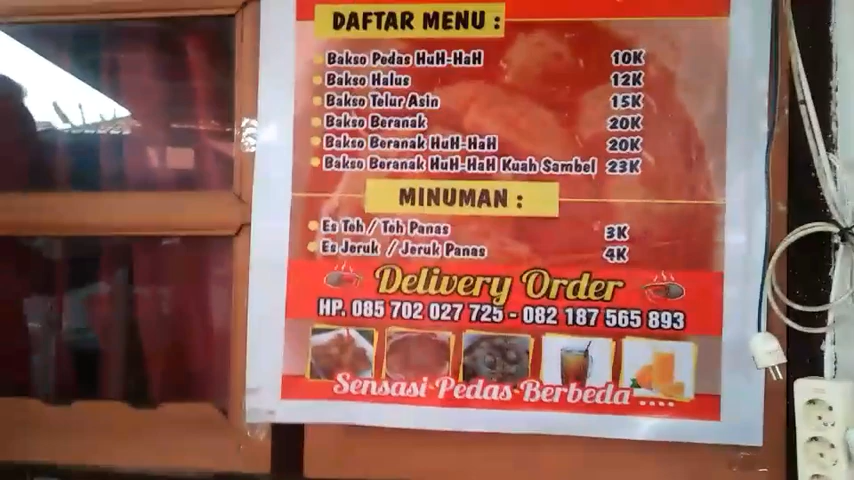 DAFTAR MENU :
Bakso Pedas HuH-HaH 10K
Bakso Halus 12K
Bakso Telur Asin 15K
Bakso Beranak 20K
Bakso Beranak HuH-HaH 20K
Bakso Beranak HuH-HaH Kuah Sambel 23K
MINUMAN :
Es Teh / Teh Panas 3K
Es Jeruk / Jeruk Panas 4K
Delivery Order
HP. 085 702 027 725 - 082 187 565 893
Sensasi Pedas Berbeda .....